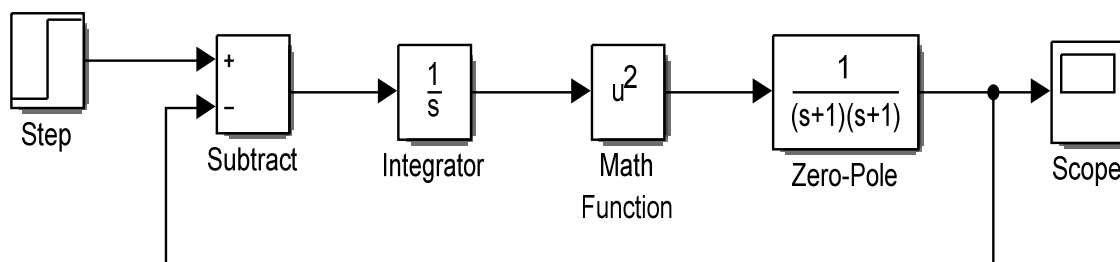 Step
+
−
Subtract
1
s
Integrator
u2
Math
Function
1
(s+1)(s+1)
Zero-Pole
Scope